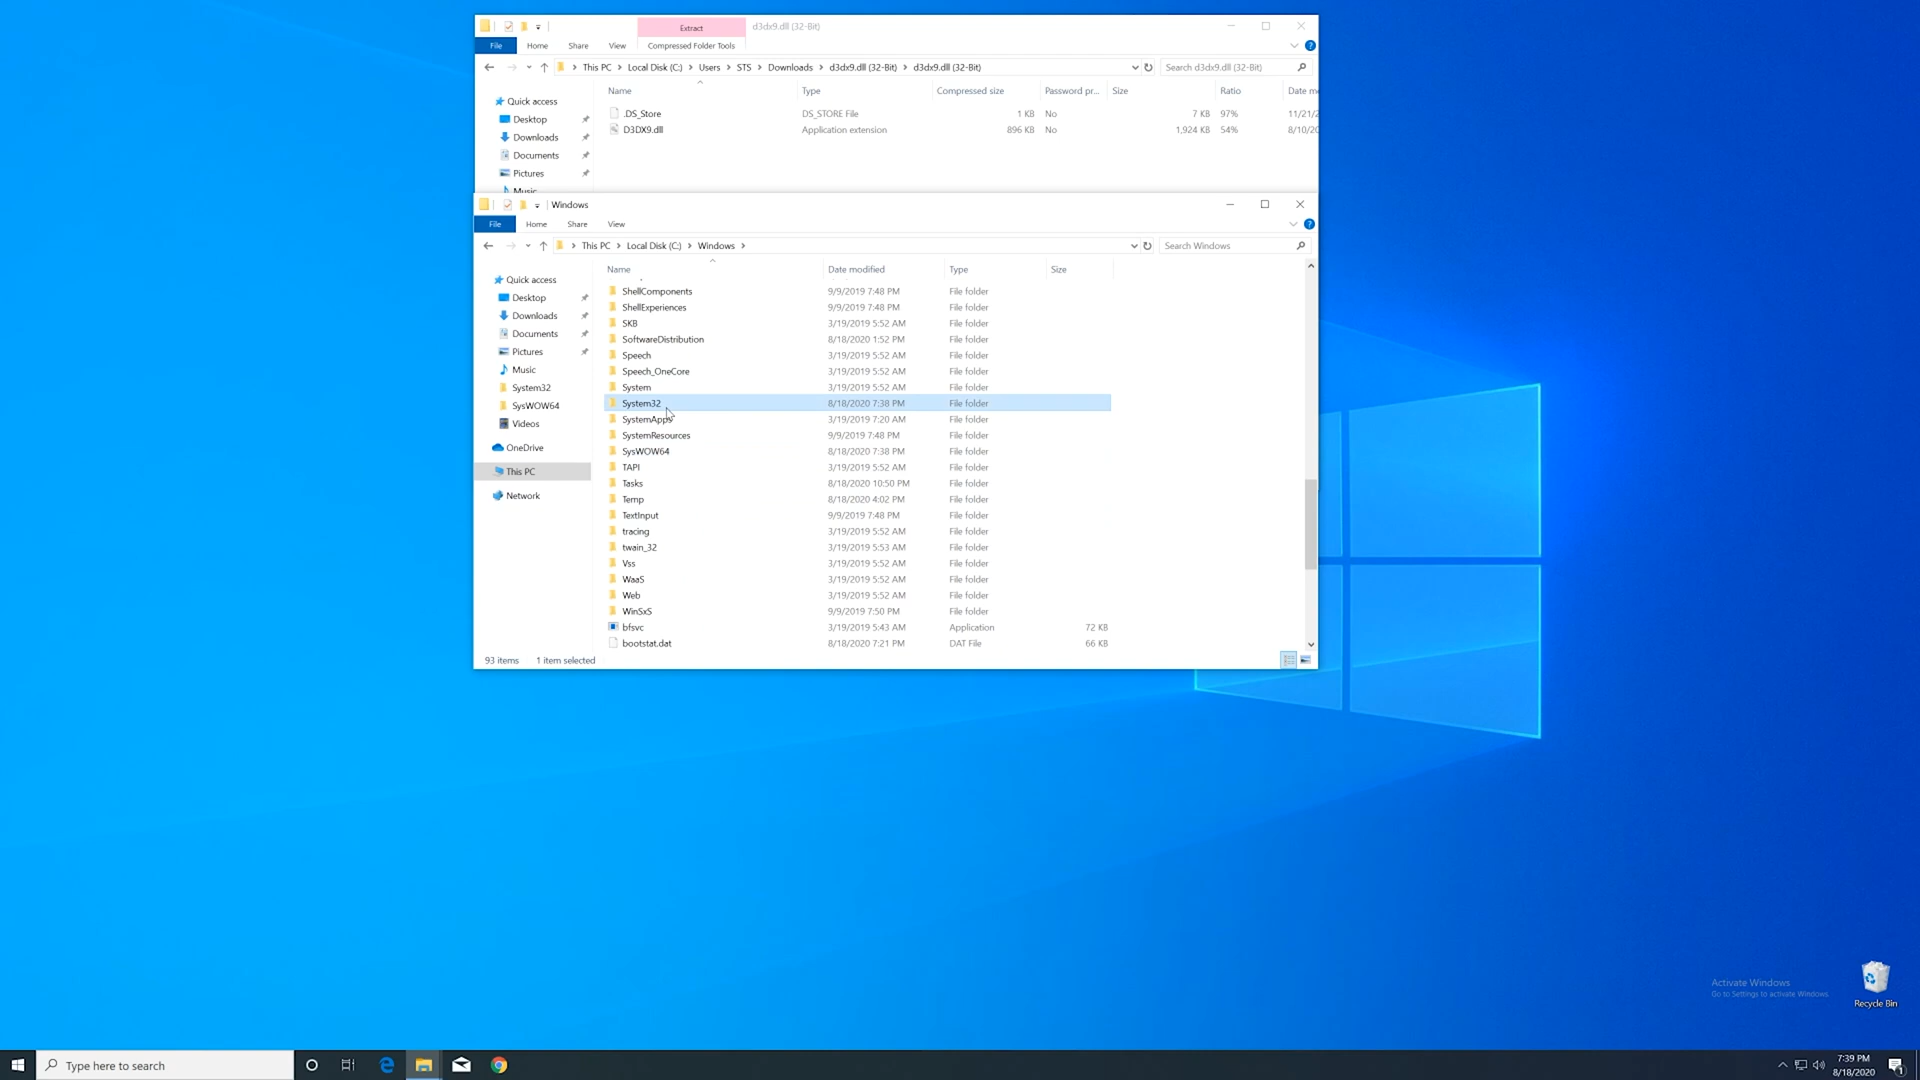 Extract d3dx9.dll (32-Bit)
File Home Share View Compressed Folder Tools
This PC Local Disk (C:) Users STS Downloads d3dx9.dll (32-Bit) d3dx9.dll (32-Bit) Search d3dx9.dll (32-Bit)
Name Type Compressed size Password pr... Size Ratio Date mo
Quick access
.DS_Store DS_STORE File 1 KB No 7 KB 97% 11/21/2
Desktop
D3DX9.dll Application extension 896 KB No 1,924 KB 54% 8/10/20
Downloads
Documents
Pictures
Music
Windows
File Home Share View
This PC Local Disk (C:) Windows Search Windows
Name Date modified Type Size
Quick access
Desktop
Downloads
Documents
Pictures
Music
System32
SysWOW64
Videos
OneDrive
This PC
Network
ShellComponents 9/9/2019 7:48 PM File folder
ShellExperiences 9/9/2019 7:48 PM File folder
SKB 3/19/2019 5:52 AM File folder
SoftwareDistribution 8/18/2020 1:52 PM File folder
Speech 3/19/2019 5:52 AM File folder
Speech_OneCore 3/19/2019 5:52 AM File folder
System 3/19/2019 5:52 AM File folder
System32 8/18/2020 7:38 PM File folder
SystemApps 3/19/2019 7:20 AM File folder
SystemResources 9/9/2019 7:48 PM File folder
SysWOW64 8/18/2020 7:38 PM File folder
TAPI 3/19/2019 5:52 AM File folder
Tasks 8/18/2020 10:50 PM File folder
Temp 8/18/2020 4:02 PM File folder
TextInput 9/9/2019 7:48 PM File folder
tracing 3/19/2019 5:52 AM File folder
twain_32 3/19/2019 5:53 AM File folder
Vss 3/19/2019 5:52 AM File folder
WaaS 3/19/2019 5:52 AM File folder
Web 3/19/2019 5:52 AM File folder
WinSxS 9/9/2019 7:50 PM File folder
bfsvc 3/19/2019 5:43 AM Application 72 KB
bootstat.dat 8/18/2020 7:21 PM DAT File 66 KB
93 items 1 item selected
Activate Windows
Go to Settings to activate Windows.
Recycle Bin
Type here to search
7:39 PM
8/18/2020
1